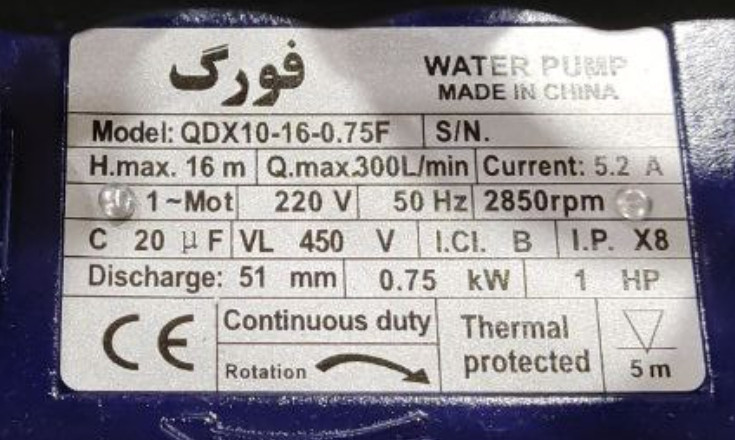 فورگ
WATER PUMP
MADE IN CHINA
Model: QDX10-16-0.75F S/N.
H.max. 16 m Q.max.300L/min Current: 5.2 A
1~Mot 220 V 50 Hz 2850rpm
C 20 µF VL 450 V I.Cl. B I.P. X8
Discharge: 51 mm 0.75 kW 1 HP
CE
Continuous duty
Rotation
Thermal
protected
5 m